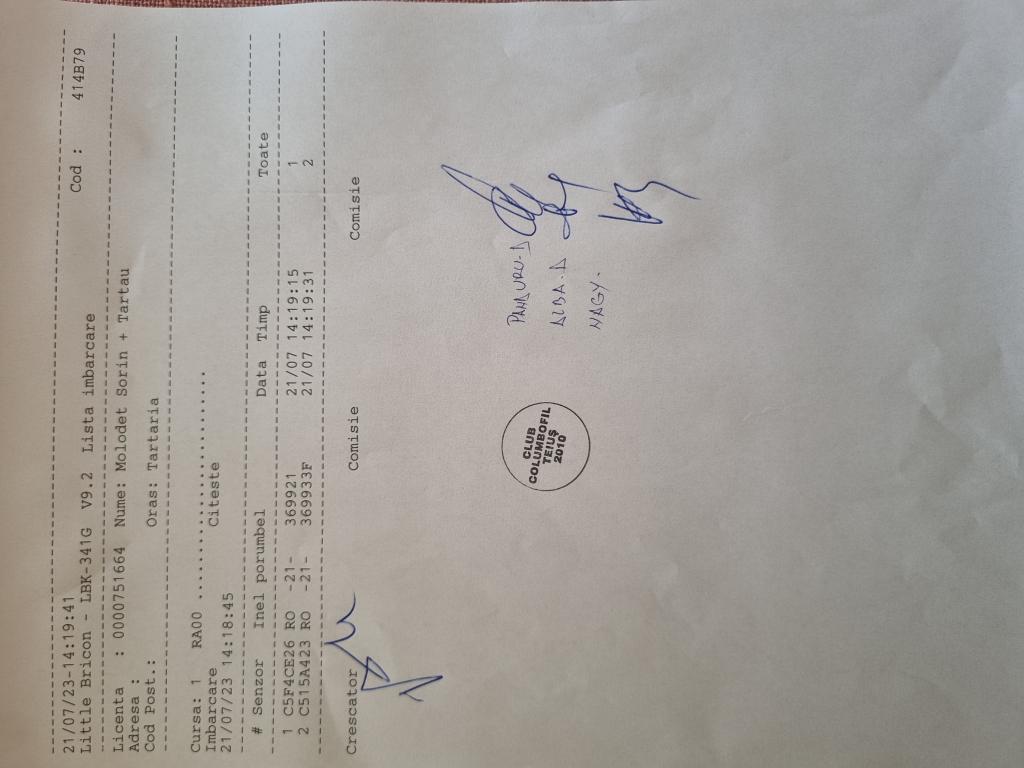 21/07/23-14:19:41
Little Bricon - LBK-341G V9.2 Lista imbarcare Cod : 414B79
Licenta : 0000751664 Nume: Molodet Sorin + Tartau
Adresa :
Cod Post.: Oras: Tartaria
Cursa: 1 RA00 ..............................
Imbarcare Citeste
21/07/23 14:18:45
# Senzor Inel porumbel Data Timp Toate
1 C5F4CE26 RO -21- 369921 21/07 14:19:15 1
2 C515A423 RO -21- 369933F 21/07 14:19:31 2
Crescator Comisie Comisie
PANDURU-D
ALBA-D
NAGY.
CLUB
COLUMBOFIL
TEIUȘ
2010